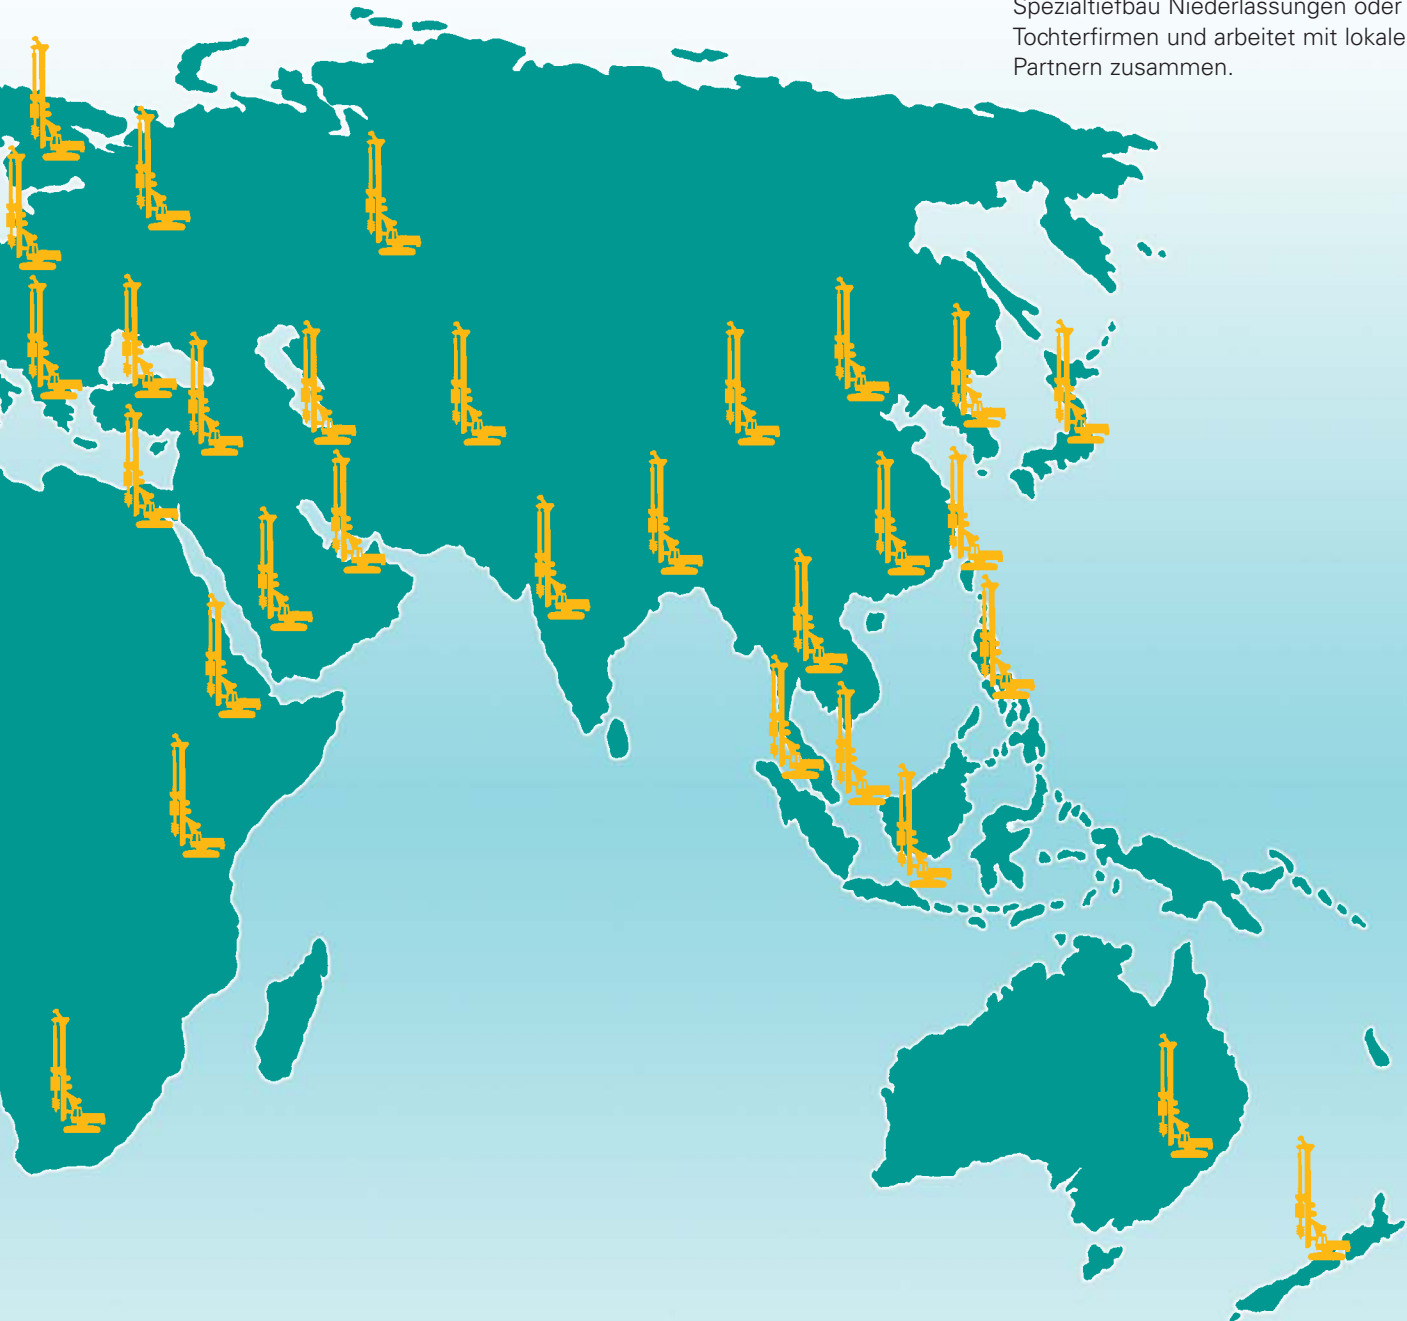 Spezialtiefbau Niederlassungen oder
Tochterfirmen und arbeitet mit lokale
Partnern zusammen.